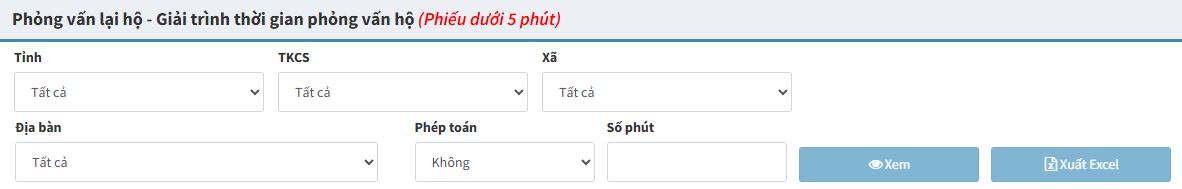 Phỏng vấn lại hộ - Giải trình thời gian phỏng vấn hộ (Phiếu dưới 5 phút)
Tỉnh TKCS Xã
Tất cả Tất cả Tất cả
Địa bàn Phép toán Số phút
Tất cả Không Xem Xuất Excel